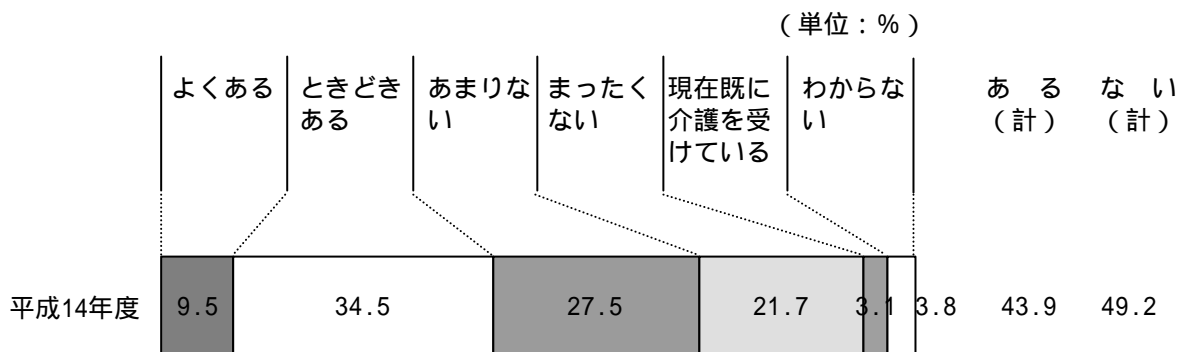 (単位：％)
よくある
ときどき
ある
あまりな
い
まったく
ない
現在既に
介護を受
けている
わからな
い
あ る
(計)
な い
(計)
平成14年度 9.5 34.5 27.5 21.7 3.1 3.8 43.9 49.2